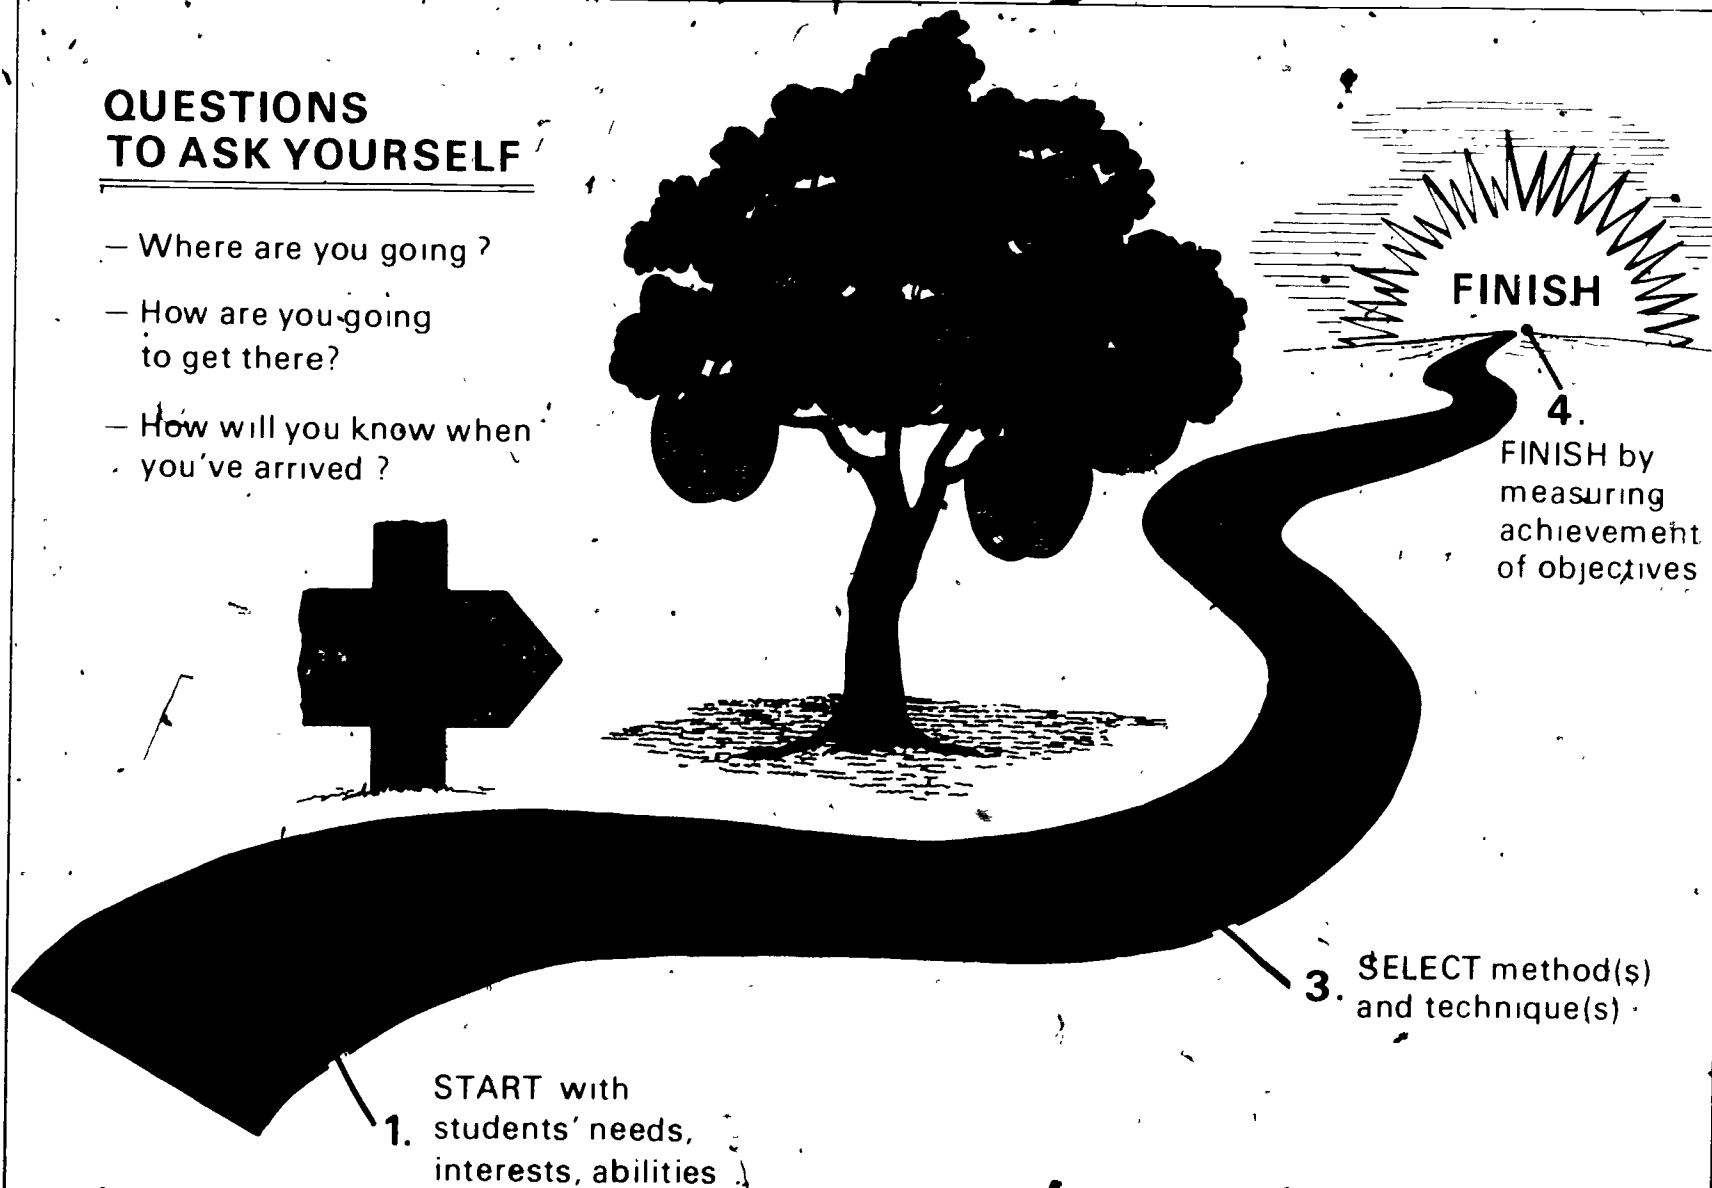 QUESTIONS
TO ASK YOURSELF
— Where are you going ?
— How are you going
to get there?
— How will you know when
you've arrived ?
FINISH
4.
FINISH by
measuring
achievement
of objectives
3. SELECT method(s)
and technique(s)
START with
1. students' needs,
interests, abilities